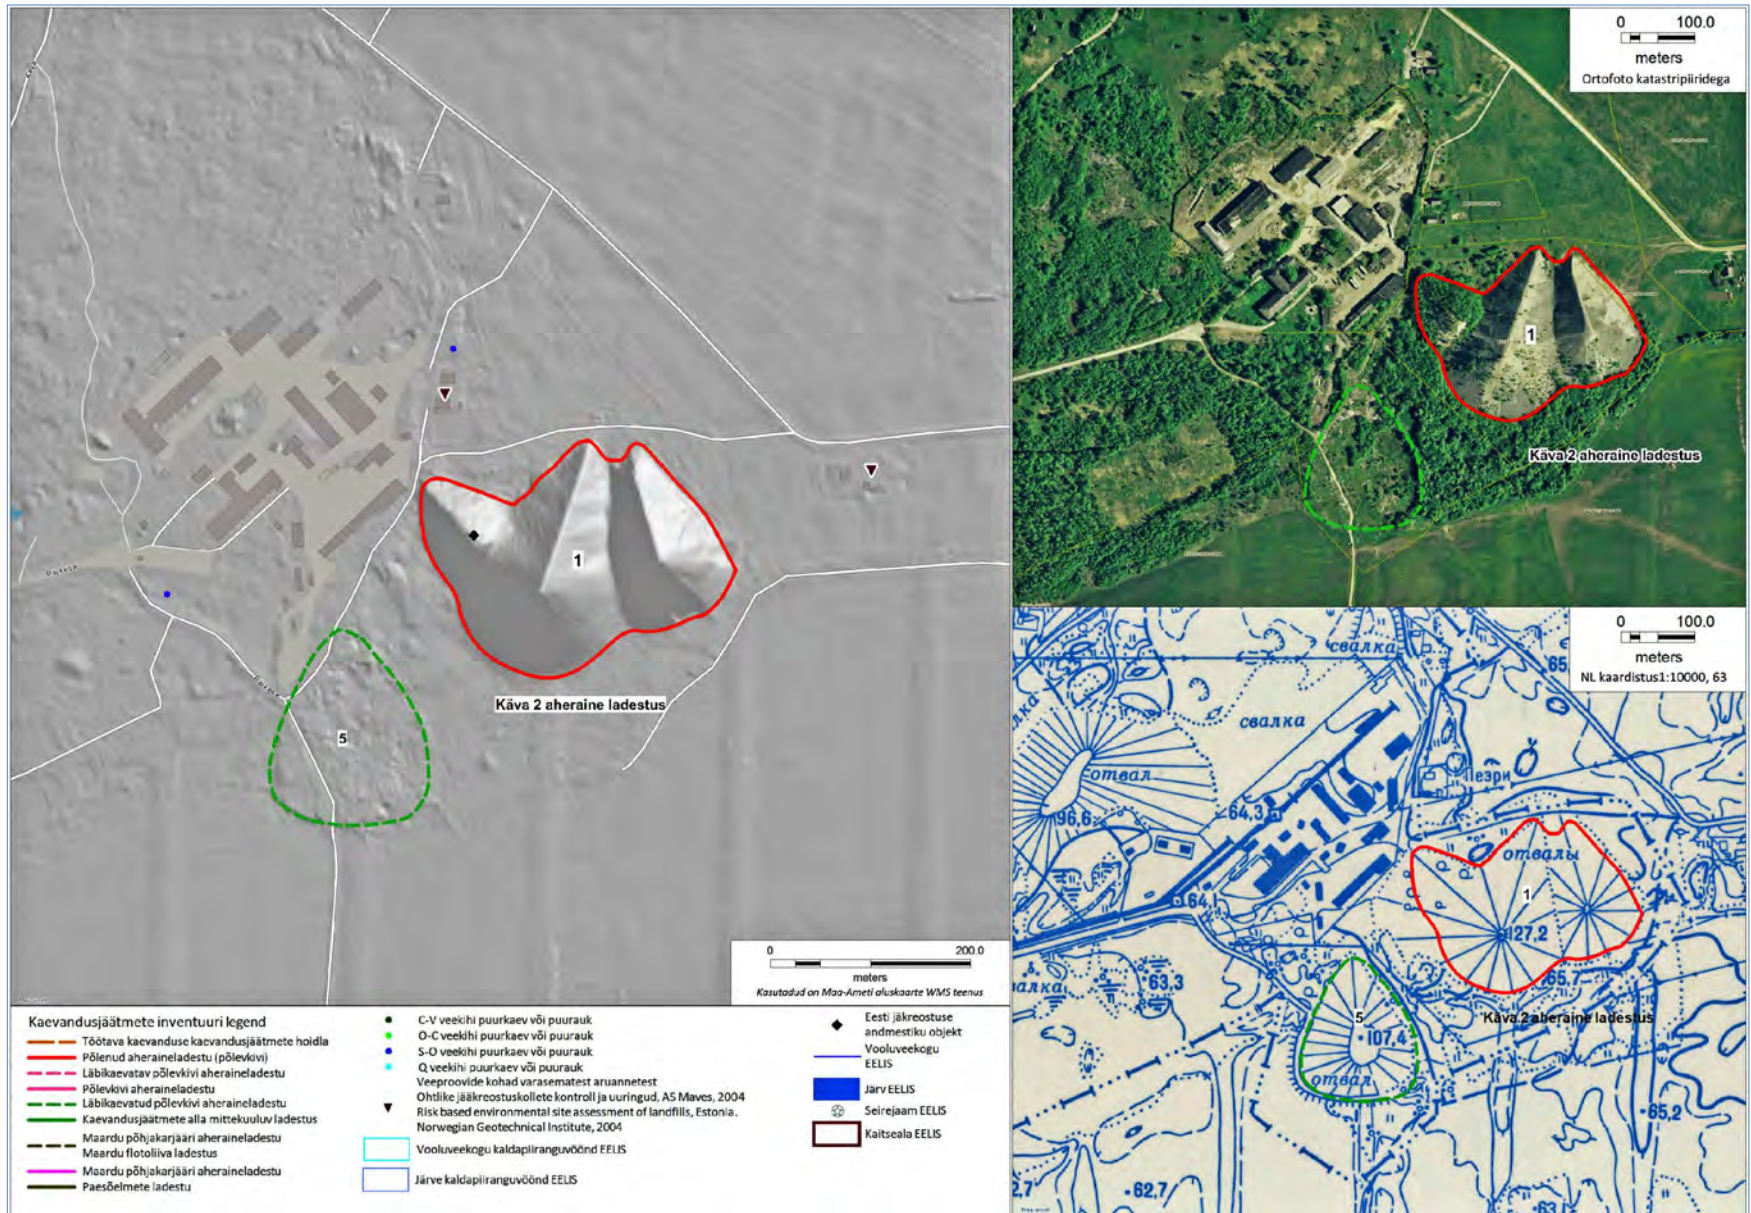 1
5
Käva 2 aheraine ladestus
0 200.0
meters
Kasutadud on Maa-Ameti aluskaarte WMS teenus
0 100.0
meters
Ortofoto katastripiiridega
1
Käva 2 aheraine ladestus
0 100.0
meters
NL kaardistus1:10000, 63
свалка
65,
свалка
отвал
Пеэри
64,3
96,6
отвалы
1
64,1
127,2
63,3
65,7
Käva 2 aheraine ladestus
5
107,4
отвал
65,2
62,7
63,
Kaevandusjäätmete inventuuri legend
Töötava kaevanduse kaevandusjäätmete hoidla
Põlenud aheraineladestu (põlevkivi)
Läbikaevatav põlevkivi aheraineladestu
Põlevkivi aheraineladestu
Läbikaevatud põlevkivi aheraineladestu
Kaevandusjäätmete alla mittekuuluv ladestus
Maardu põhjakarjääri aheraineladestu
Maardu flotoliiva ladestus
Maardu põhjakarjääri aheraineladestu
Paesõelmete ladestu
C-V veekihi puurkaev või puurauk
O-C veekihi puurkaev või puurauk
S-O veekihi puurkaev või puurauk
Q veekihi puurkaev või puurauk
Veeproovide kohad varasematest aruannetest
Ohtlike jääkreostuskollete kontroll ja uuringud, AS Maves, 2004
Risk based environmental site assessment of landfills, Estonia.
Norwegian Geotechnical Institute, 2004
Vooluveekogu kaldapiiranguvöönd EELIS
Järve kaldapiiranguvöönd EELIS
Eesti jäkreostuse
andmestiku objekt
Vooluveekogu
EELIS
Järv EELIS
Seirejaam EELIS
Kaitseala EELIS